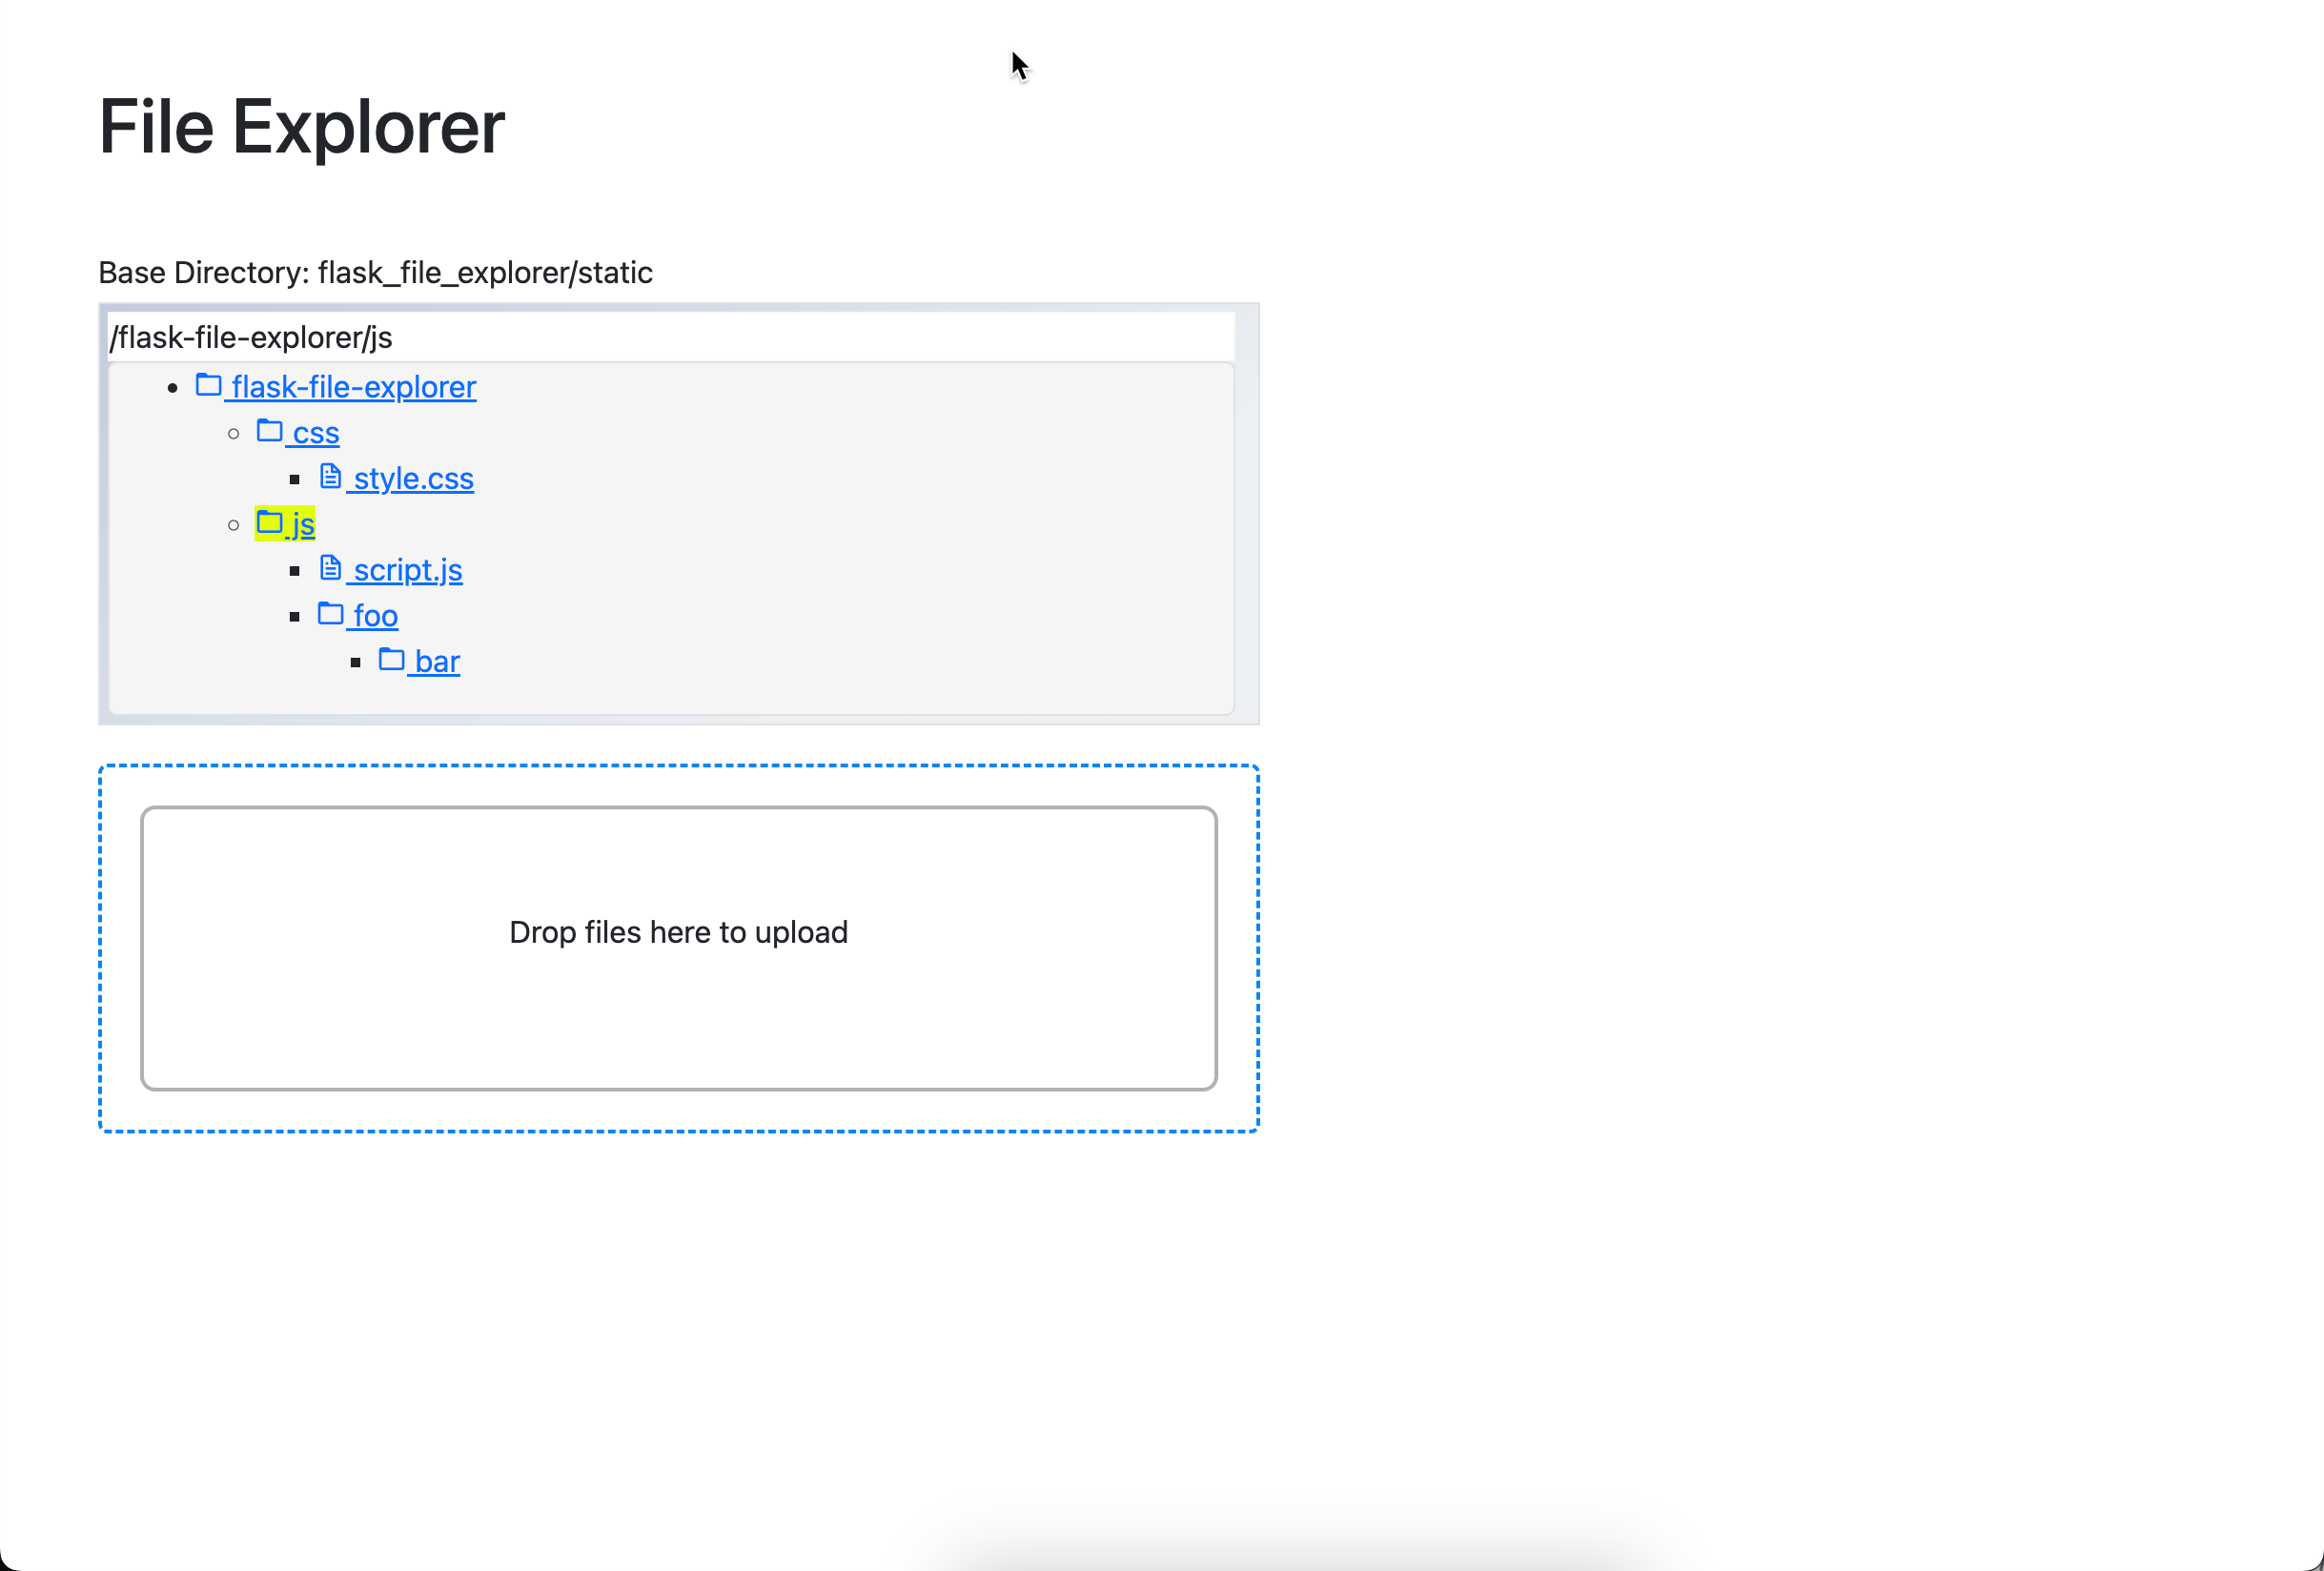 File Explorer
Base Directory: flask_file_explorer/static
/flask-file-explorer/js
flask-file-explorer
css
style.css
js
script.js
foo
bar
Drop files here to upload